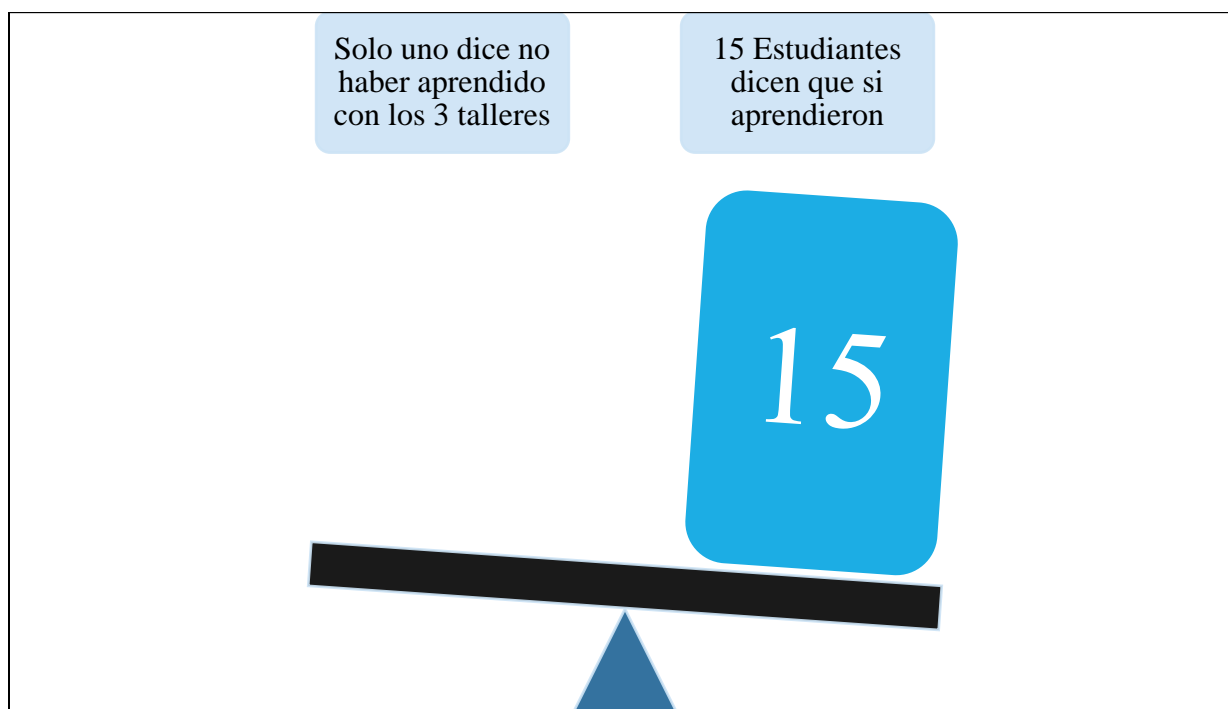 Solo uno dice no
haber aprendido
con los 3 talleres
15 Estudiantes
dicen que si
aprendieron
15